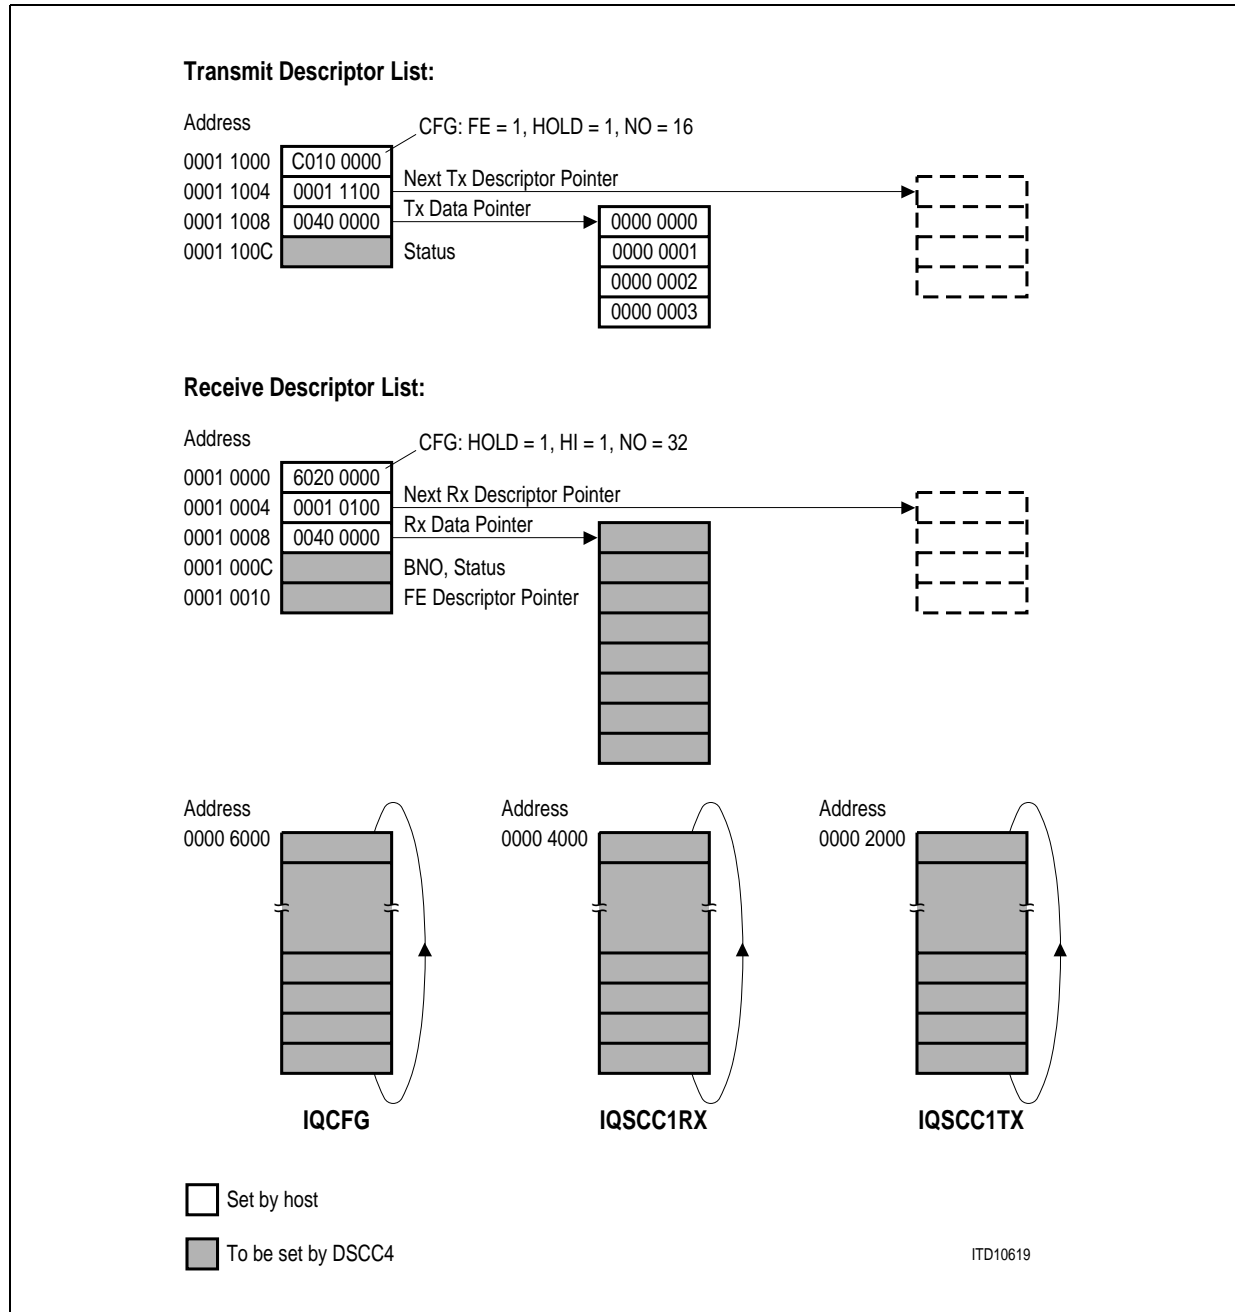 Transmit Descriptor List:
Address
CFG: FE = 1, HOLD = 1, NO = 16
0001 1000 C010 0000
0001 1004 0001 1100 Next Tx Descriptor Pointer
0001 1008 0040 0000 Tx Data Pointer 0000 0000
0001 100C Status 0000 0001
0000 0002
0000 0003
Receive Descriptor List:
Address
CFG: HOLD = 1, HI = 1, NO = 32
0001 0000 6020 0000
0001 0004 0001 0100 Next Rx Descriptor Pointer
0001 0008 0040 0000 Rx Data Pointer
0001 000C BNO, Status
0001 0010 FE Descriptor Pointer
Address Address Address
0000 6000 0000 4000 0000 2000
IQCFG IQSCC1RX IQSCC1TX
Set by host
To be set by DSCC4
ITD10619